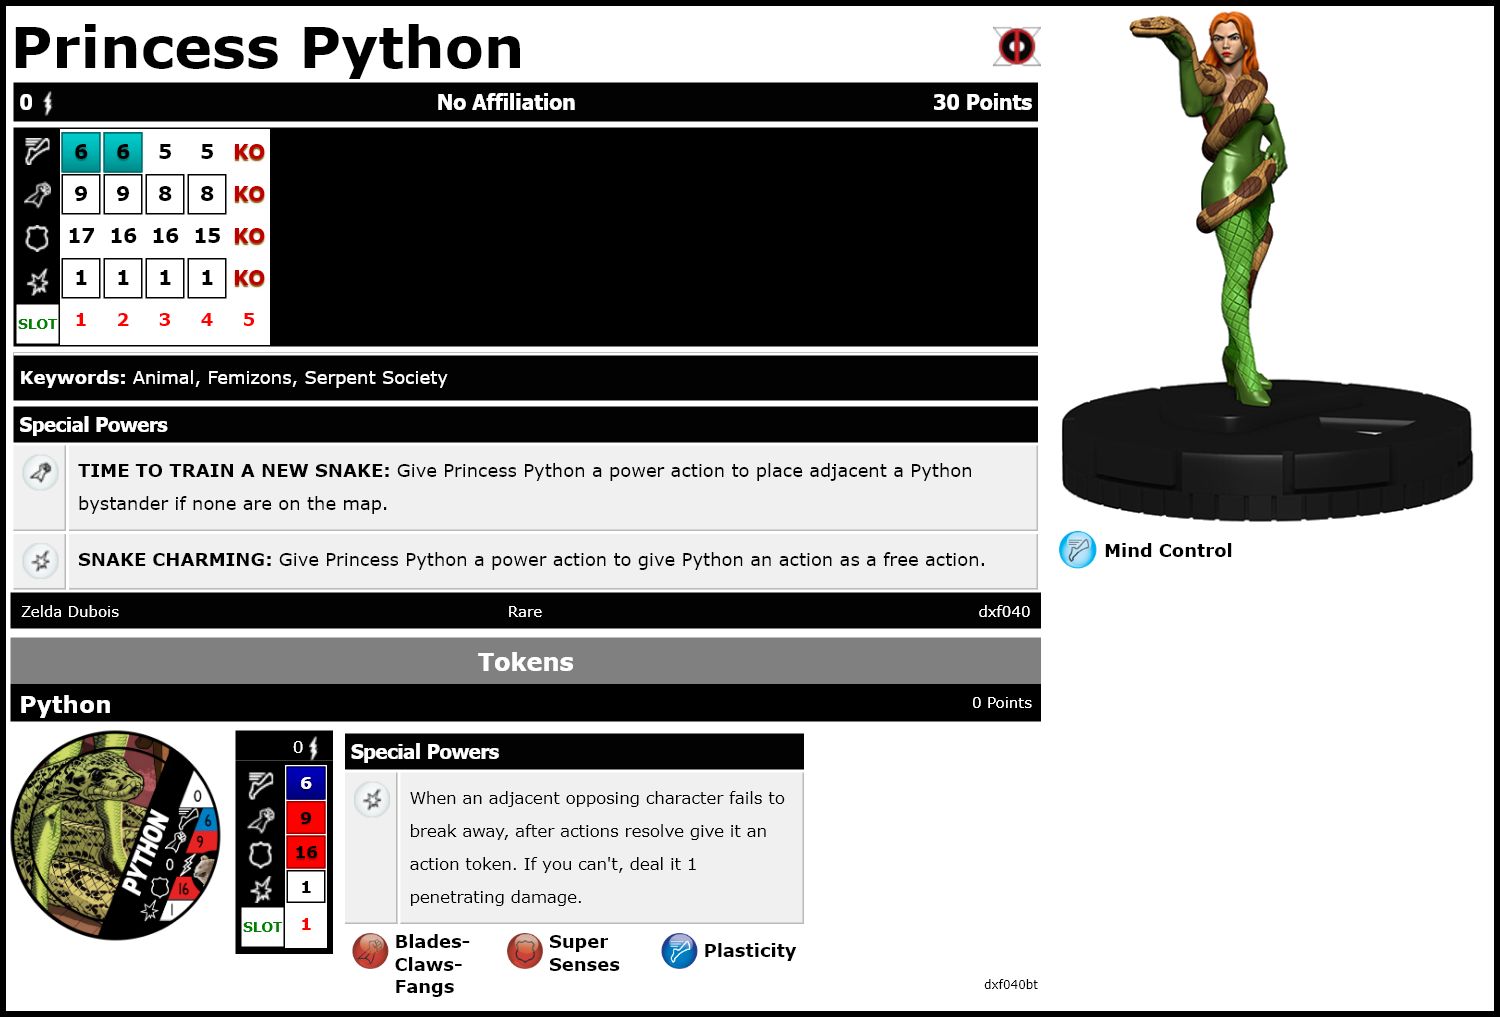 Princess Python
0 No Affiliation 30 Points
6 6 5 5 KO
9 9 8 8 KO
17 16 16 15 KO
1 1 1 1 KO
SLOT 1 2 3 4 5
Keywords: Animal, Femizons, Serpent Society
Special Powers
TIME TO TRAIN A NEW SNAKE: Give Princess Python a power action to place adjacent a Python
bystander if none are on the map.
SNAKE CHARMING: Give Princess Python a power action to give Python an action as a free action.
Zelda Dubois Rare dxf040
Mind Control
Tokens
Python 0 Points
PYTHON
0
6
9
0
16
1
0
6
9
16
1
SLOT 1
Special Powers
When an adjacent opposing character fails to
break away, after actions resolve give it an
action token. If you can't, deal it 1
penetrating damage.
Blades-
Claws-
Fangs
Super
Senses
Plasticity
dxf040bt